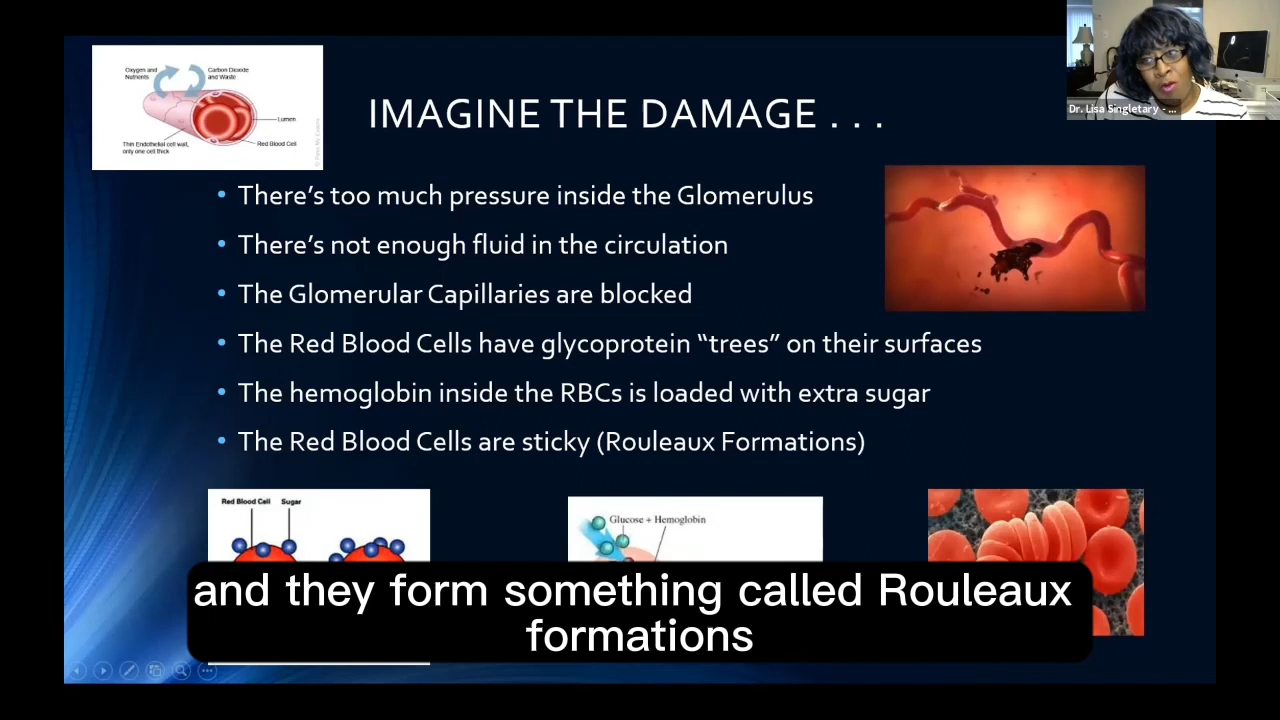 Oxygen and
Nutrients
Carbon Dioxide
and Waste
Lumen
Thin Endothelial cell wall,
only one cell thick
Red Blood Cell
IMAGINE THE DAMAGE . . .
Dr. Lisa Singletary - ...
• There's too much pressure inside the Glomerulus
• There's not enough fluid in the circulation
• The Glomerular Capillaries are blocked
• The Red Blood Cells have glycoprotein “trees” on their surfaces
• The hemoglobin inside the RBCs is loaded with extra sugar
• The Red Blood Cells are sticky (Rouleaux Formations)
Red Blood Cell Sugar
Glucose + Hemoglobin
and they form something called Rouleaux
formations